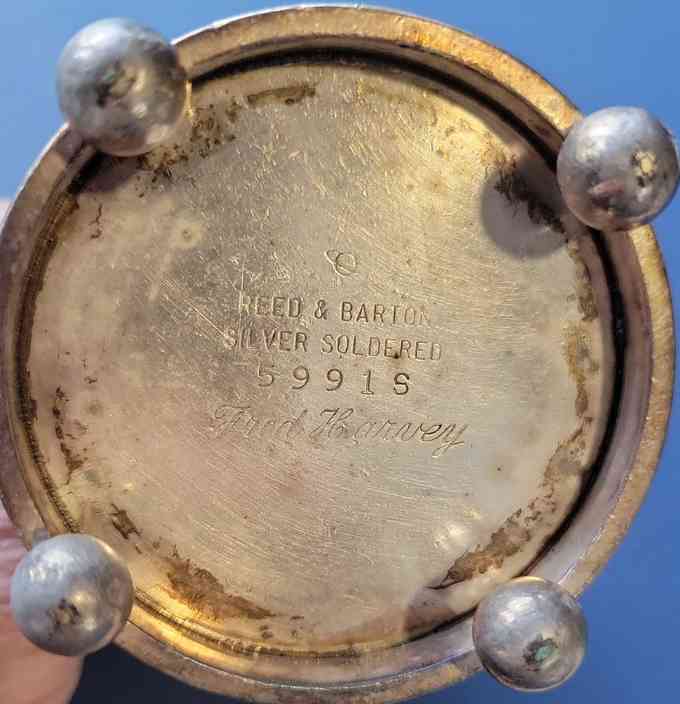 REED & BARTON
SILVER SOLDERED
5991S
Fred Harvey